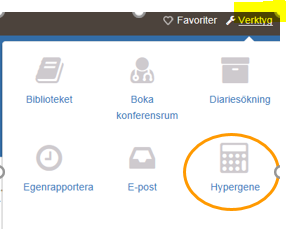 Favoriter Verktyg
Biblioteket Boka konferensrum Diariesökning
Egenrapportera E-post Hypergene